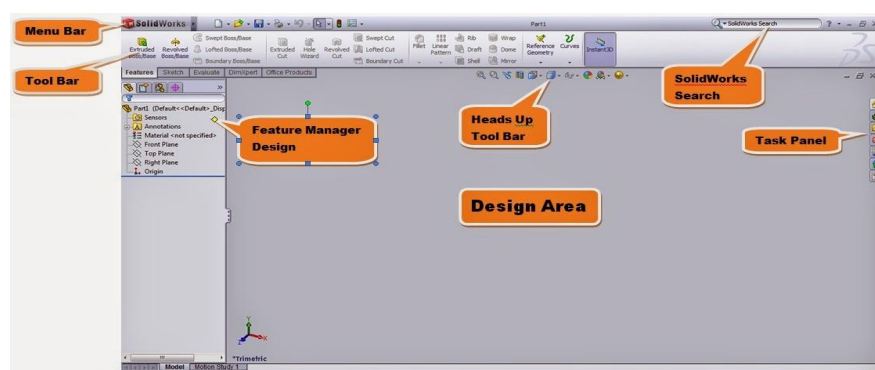 Menu Bar
SolidWorks
Part1
SolidWorks Search
Extruded Boss/Base
Revolved Boss/Base
Swept Boss/Base
Lofted Boss/Base
Boundary Boss/Base
Extruded Cut
Hole Wizard
Revolved Cut
Swept Cut
Lofted Cut
Boundary Cut
Fillet
Linear Pattern
Rib
Draft
Shell
Wrap
Dome
Mirror
Reference Geometry
Curves
Instant3D
Tool Bar
Features Sketch Evaluate DimXpert Office Products
SolidWorks
Search
Part1 (Default<<Default>_Disp
Sensors
Annotations
Material <not specified>
Front Plane
Top Plane
Right Plane
Origin
Feature Manager
Design
Heads Up
Tool Bar
Task Panel
Design Area
Y
X
*Trimetric
Model Motion Study 1